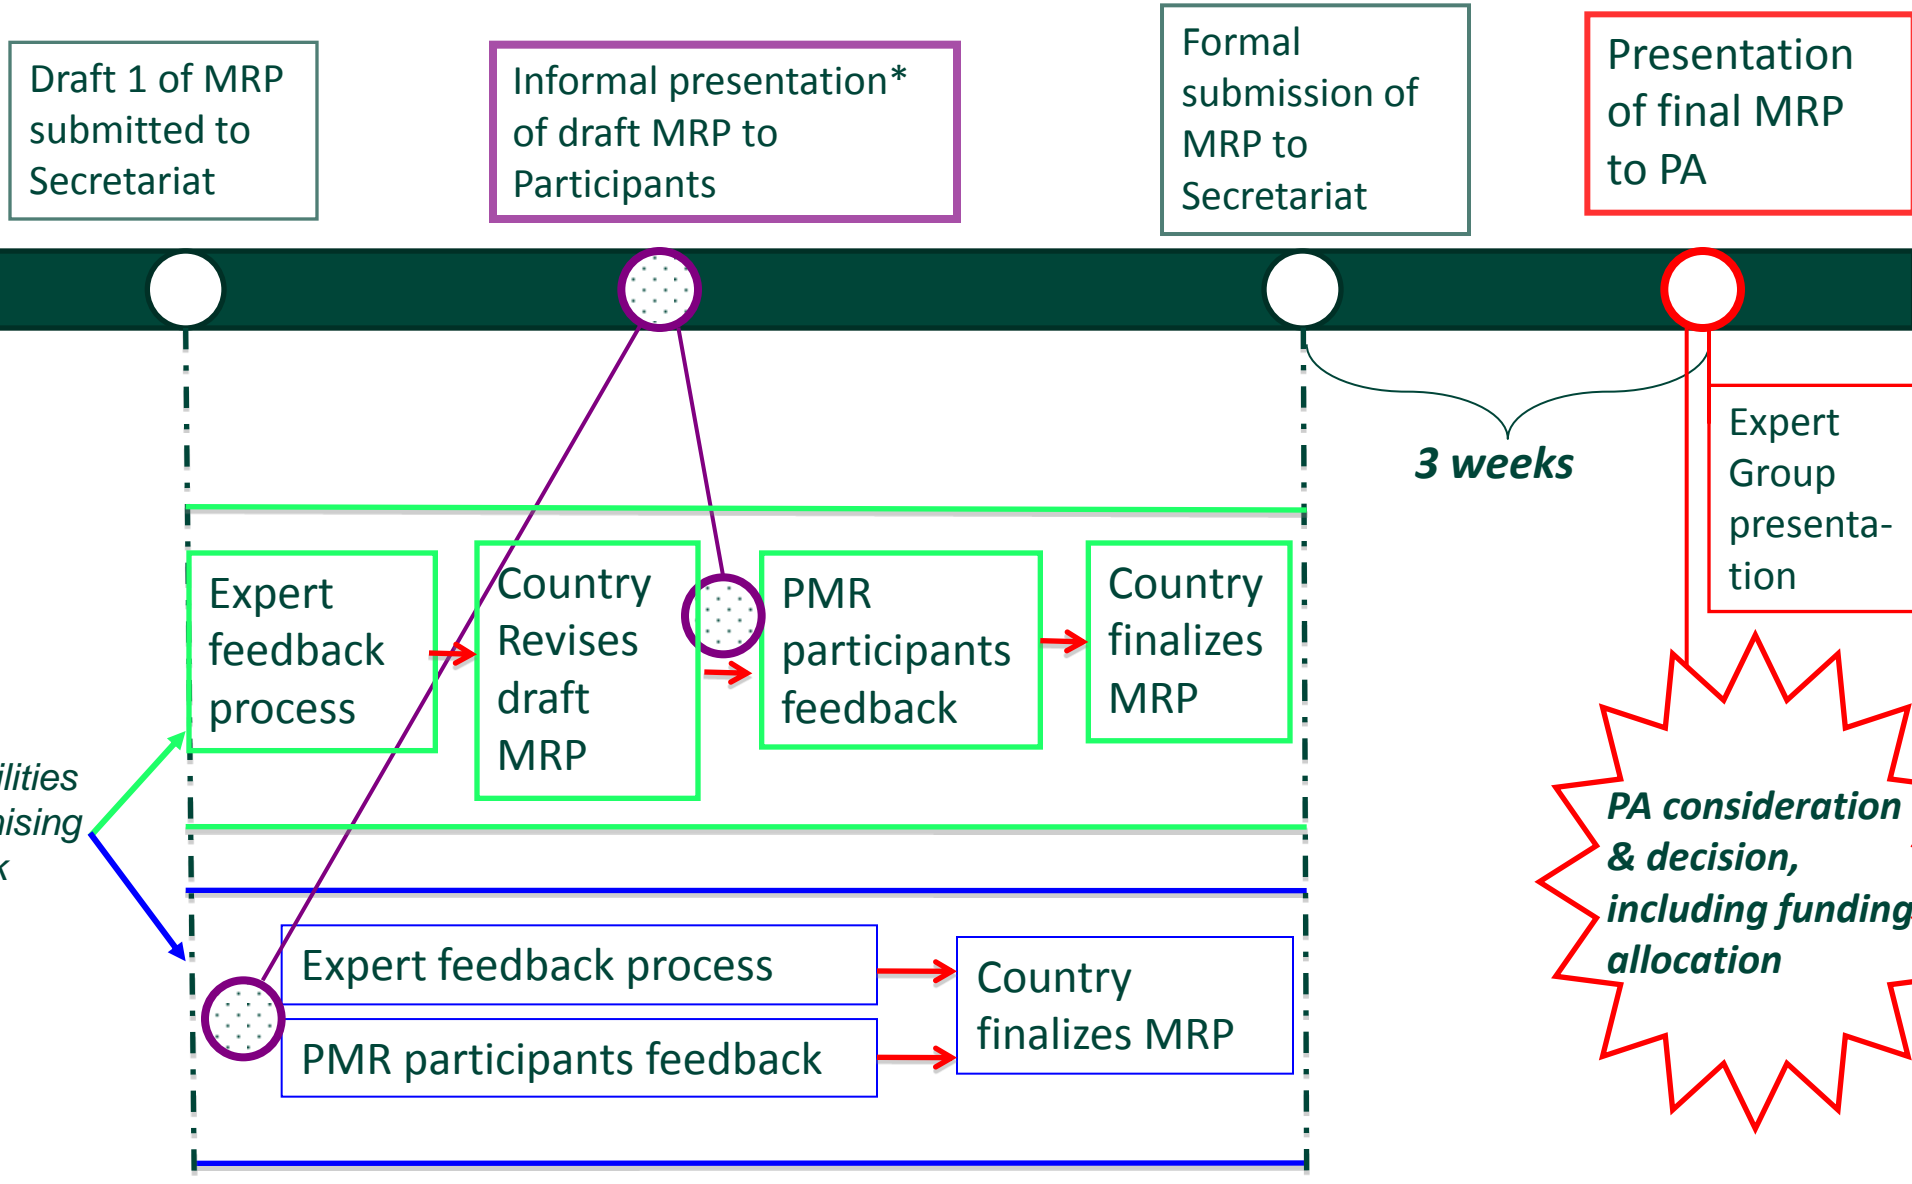 Draft 1 of MRP
submitted to
Secretariat
Informal presentation*
of draft MRP to
Participants
Formal
submission of
MRP to
Secretariat
Presentation
of final MRP
to PA
3 weeks
Expert
Group
presenta-
tion
Expert
feedback
process
Country
Revises
draft
MRP
PMR
participants
feedback
Country
finalizes
MRP
Expert feedback process
PMR participants feedback
Country
finalizes MRP
PA consideration
& decision,
including funding
allocation